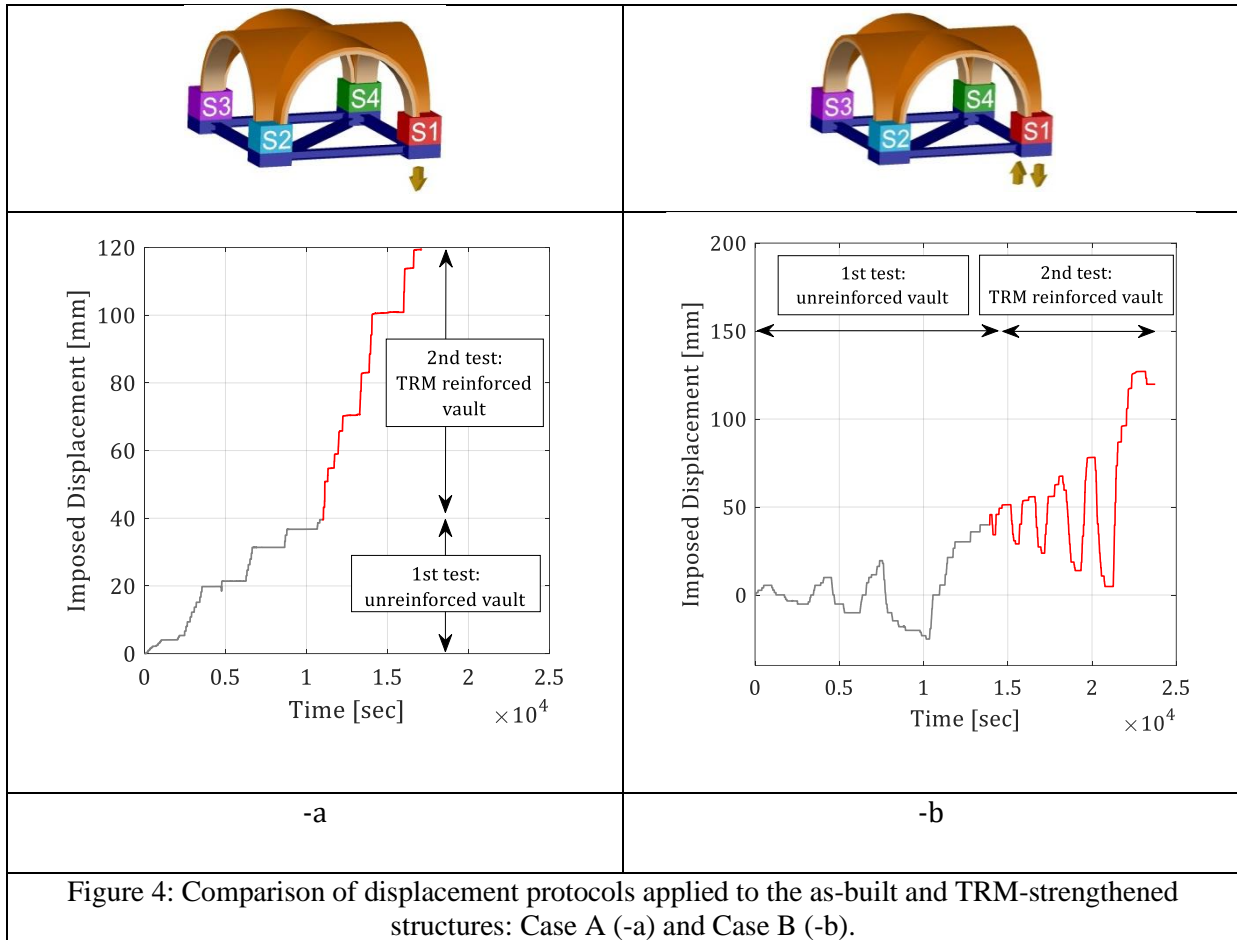 S3
S4
S2
S1
S3
S4
S2
S1
120
100
80
60
40
20
0
Imposed Displacement [mm]
2nd test:
TRM reinforced
vault
1st test:
unreinforced vault
0
0.5
1
1.5
2
2.5
Time [sec]
×10⁴
200
150
100
50
0
Imposed Displacement [mm]
1st test:
unreinforced vault
2nd test:
TRM reinforced vault
0
0.5
1
1.5
2
2.5
Time [sec]
×10⁴
-a
-b
Figure 4: Comparison of displacement protocols applied to the as-built and TRM-strengthened
structures: Case A (-a) and Case B (-b).